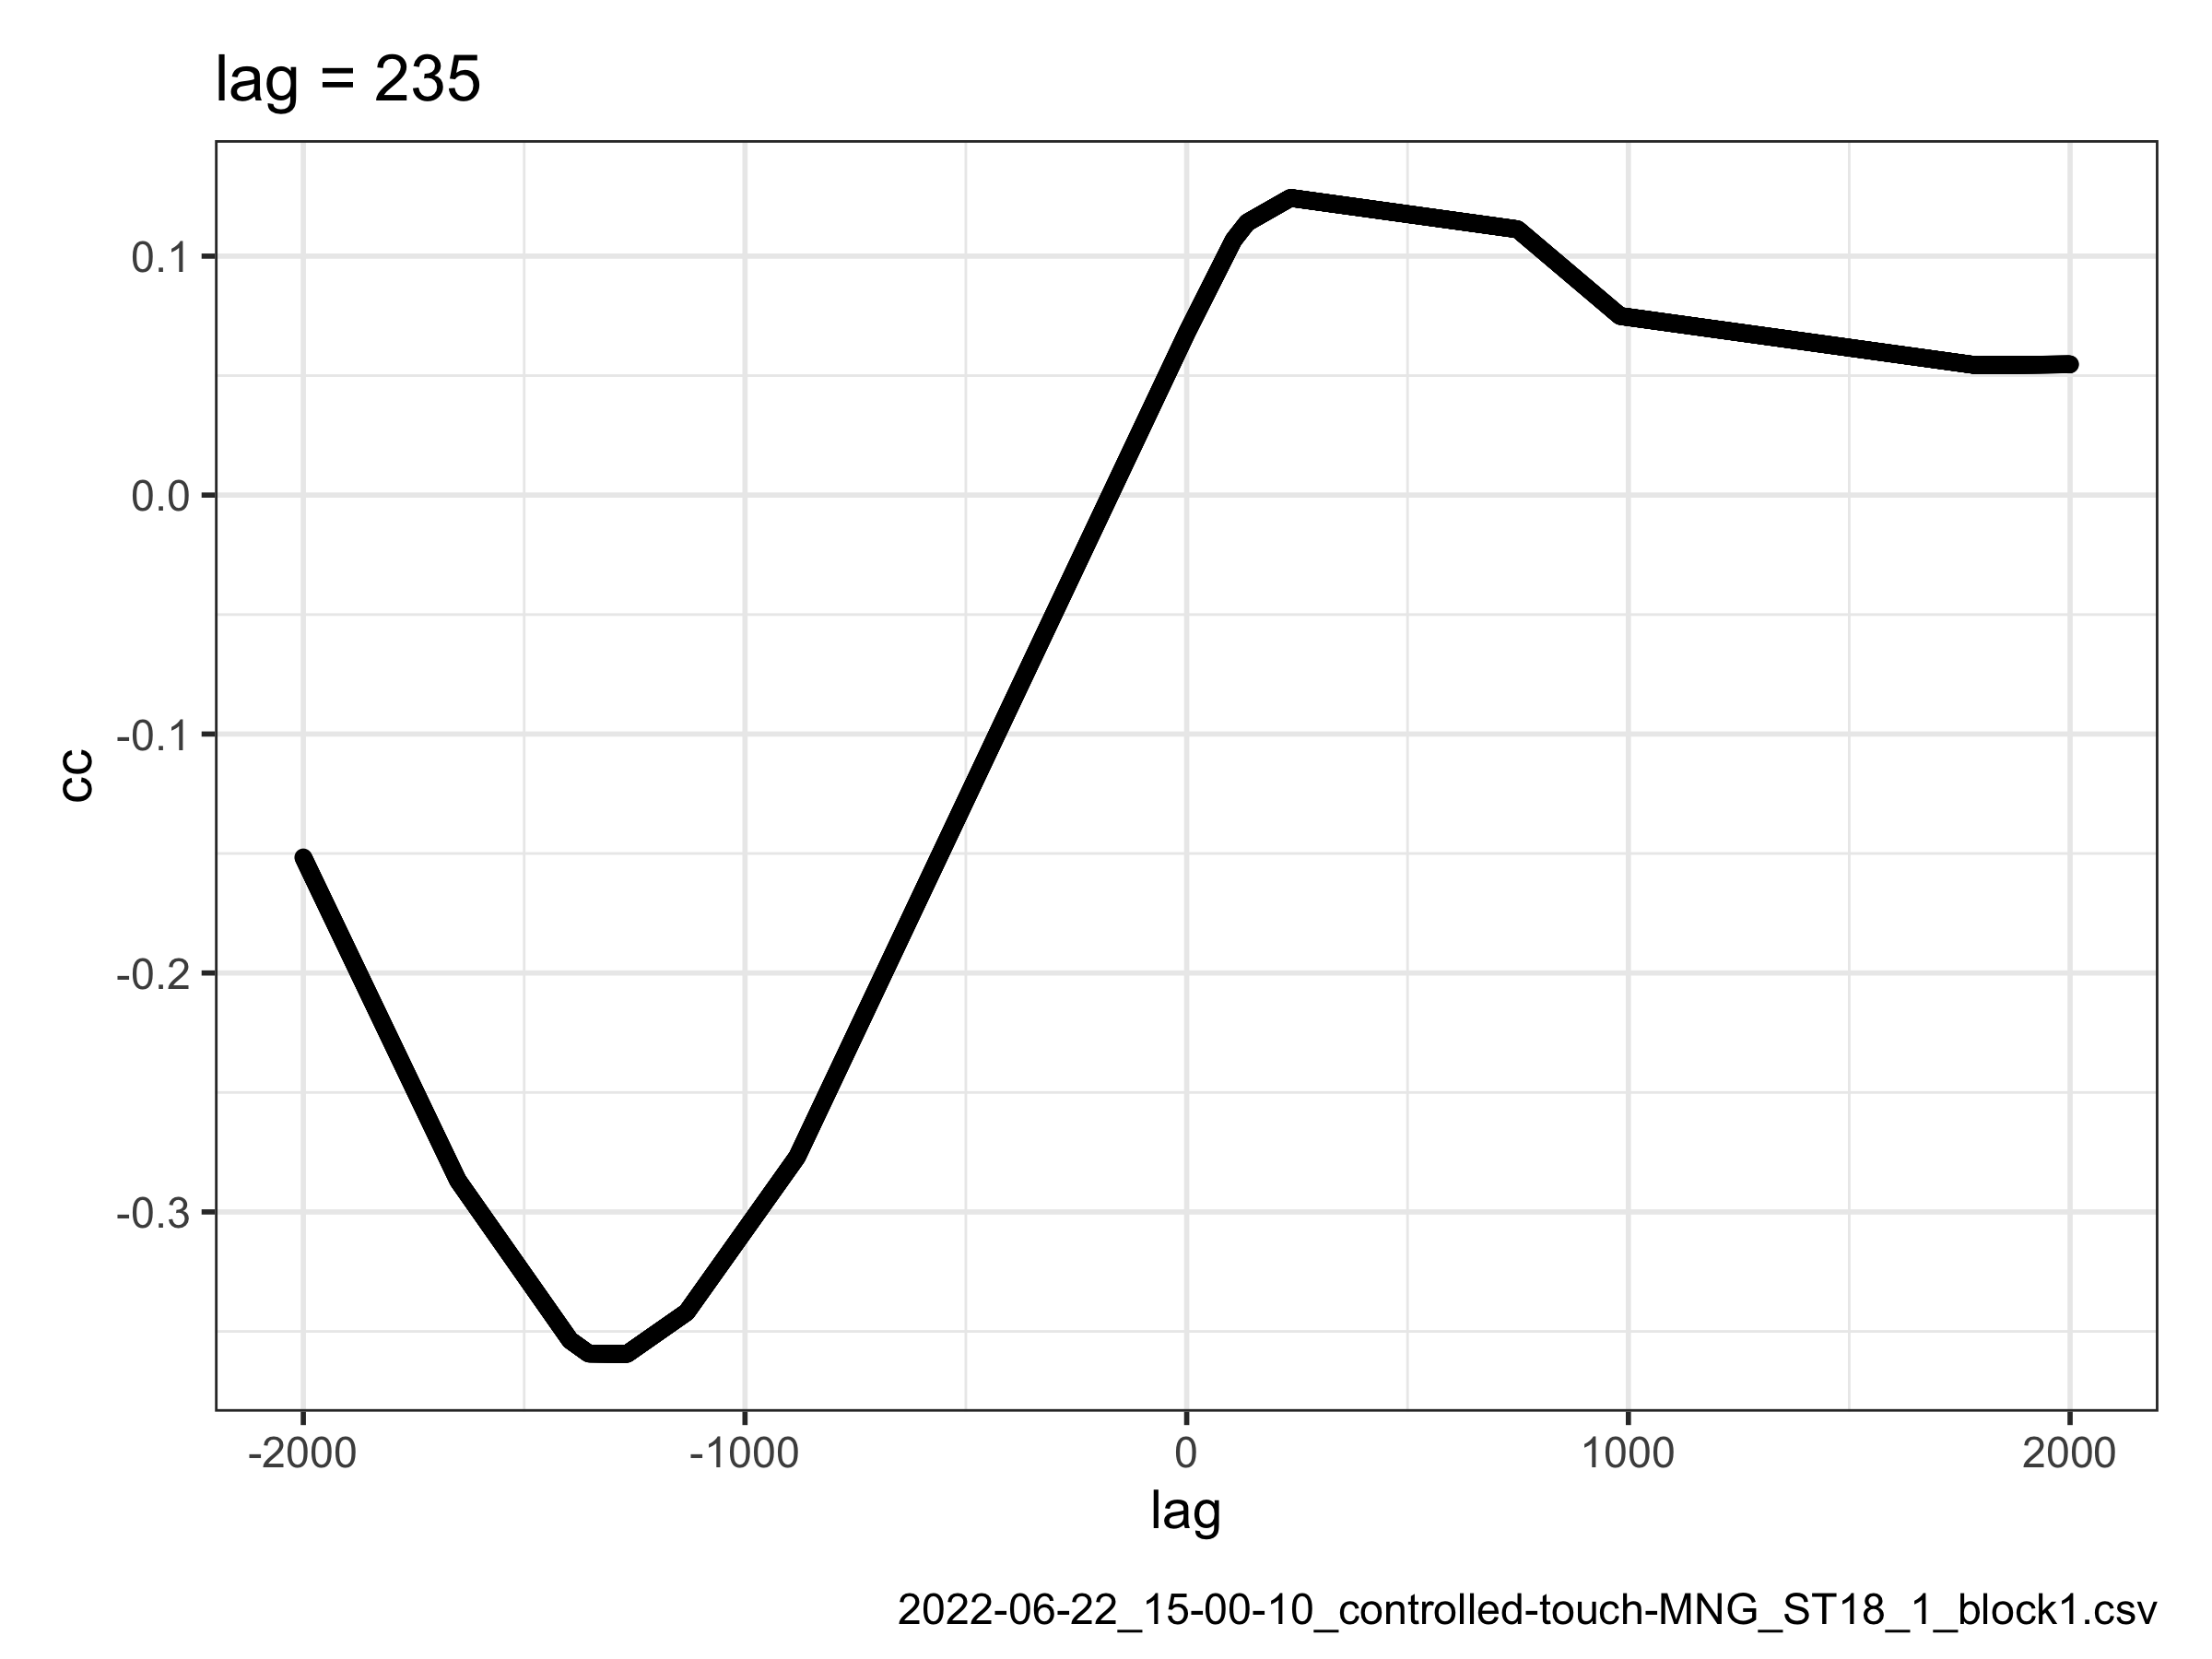 lag = 235
0.1
0.0
-0.1
-0.2
-0.3
cc
-2000 -1000 0 1000 2000
lag
2022-06-22_15-00-10_controlled-touch-MNG_ST18_1_block1.csv